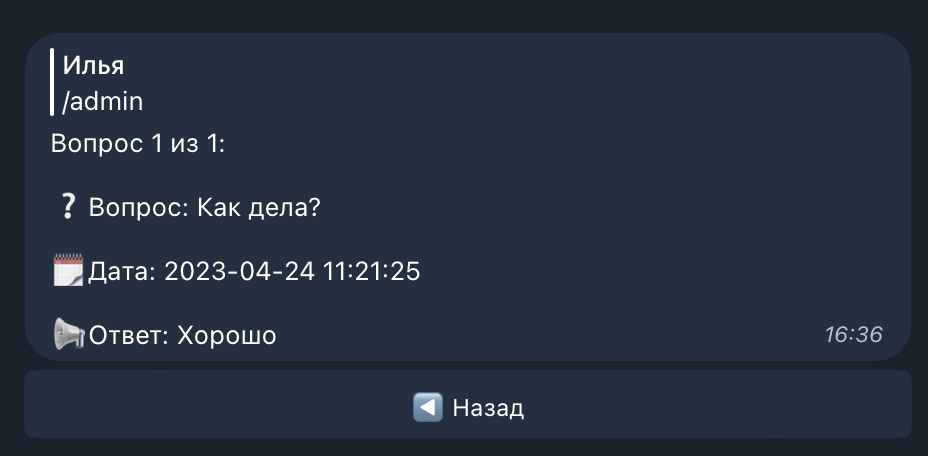 Илья
/admin
Вопрос 1 из 1:
❔ Вопрос: Как дела?
🗓Дата: 2023-04-24 11:21:25
📢Ответ: Хорошо
16:36
◀️ Назад